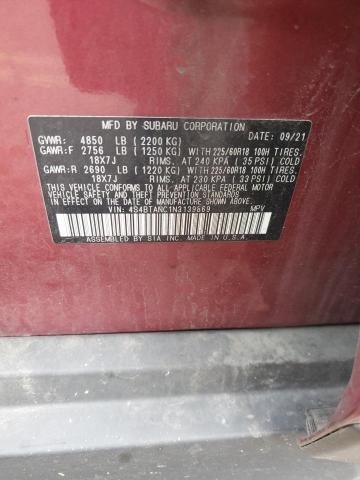 MFD BY SUBARU CORPORATION 09/21
GVWR: 4850 LB (2200 KG)
GAWR:F 2756 LB (1250 KG) WITH 225/60R18 100H TIRES.
18X7J RIMS. AT 240 KPA (35 PSI) COLD
GAWR:R 2690 LB (1220 KG) WITH 225/60R18 100H TIRES.
18X7J RIMS. AT 230 KPA (33 PSI) COLD
THIS VEHICLE CONFORMS TO ALL APPLICABLE FEDERAL MOTOR
VEHICLE SAFETY AND BUMPER STANDARDS IN EFFECT
ON THE DATE OF MANUFACTURE SHOWN ABOVE.
VIN: 4S4BTANC1N3139869 MPV
ASSEMBLED BY SIA INC. MADE IN U.S.A.